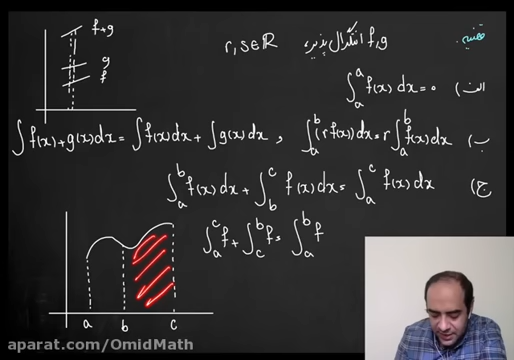 قضیه. f,g انتگرال پذیر r,s∈ℝ
f+g
g
f
الف) ∫_a^a f(x) dx = 0
ب) ∫_a^b (rf(x)) dx = r∫_a^b f(x) dx , ∫f(x)+g(x)dx = ∫f(x)dx + ∫g(x)dx
ج) ∫_a^b f(x) dx + ∫_b^c f(x) dx = ∫_a^c f(x) dx
∫_a^c f + ∫_c^b f = ∫_a^b f
a b c
aparat.com/OmidMath